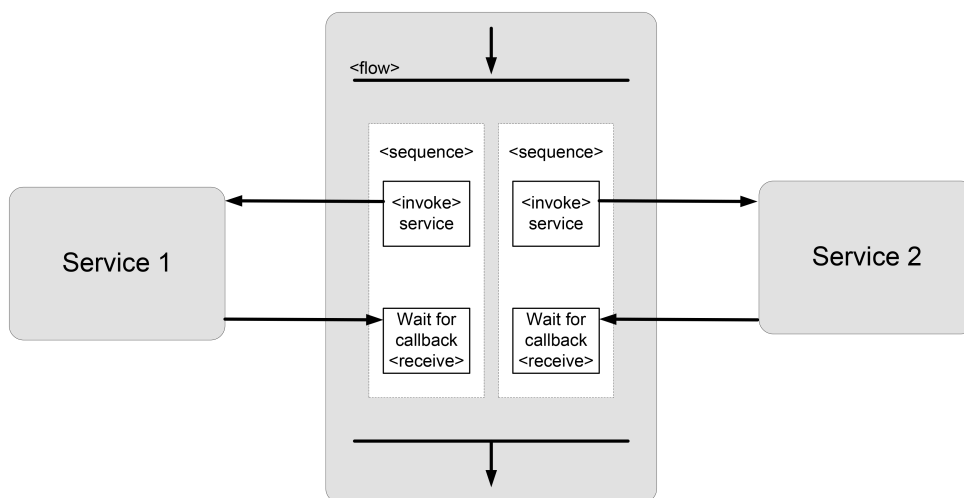 <flow>
<sequence>
<invoke>
service
Wait for
callback
<receive>
<sequence>
<invoke>
service
Wait for
callback
<receive>
Service 1
Service 2